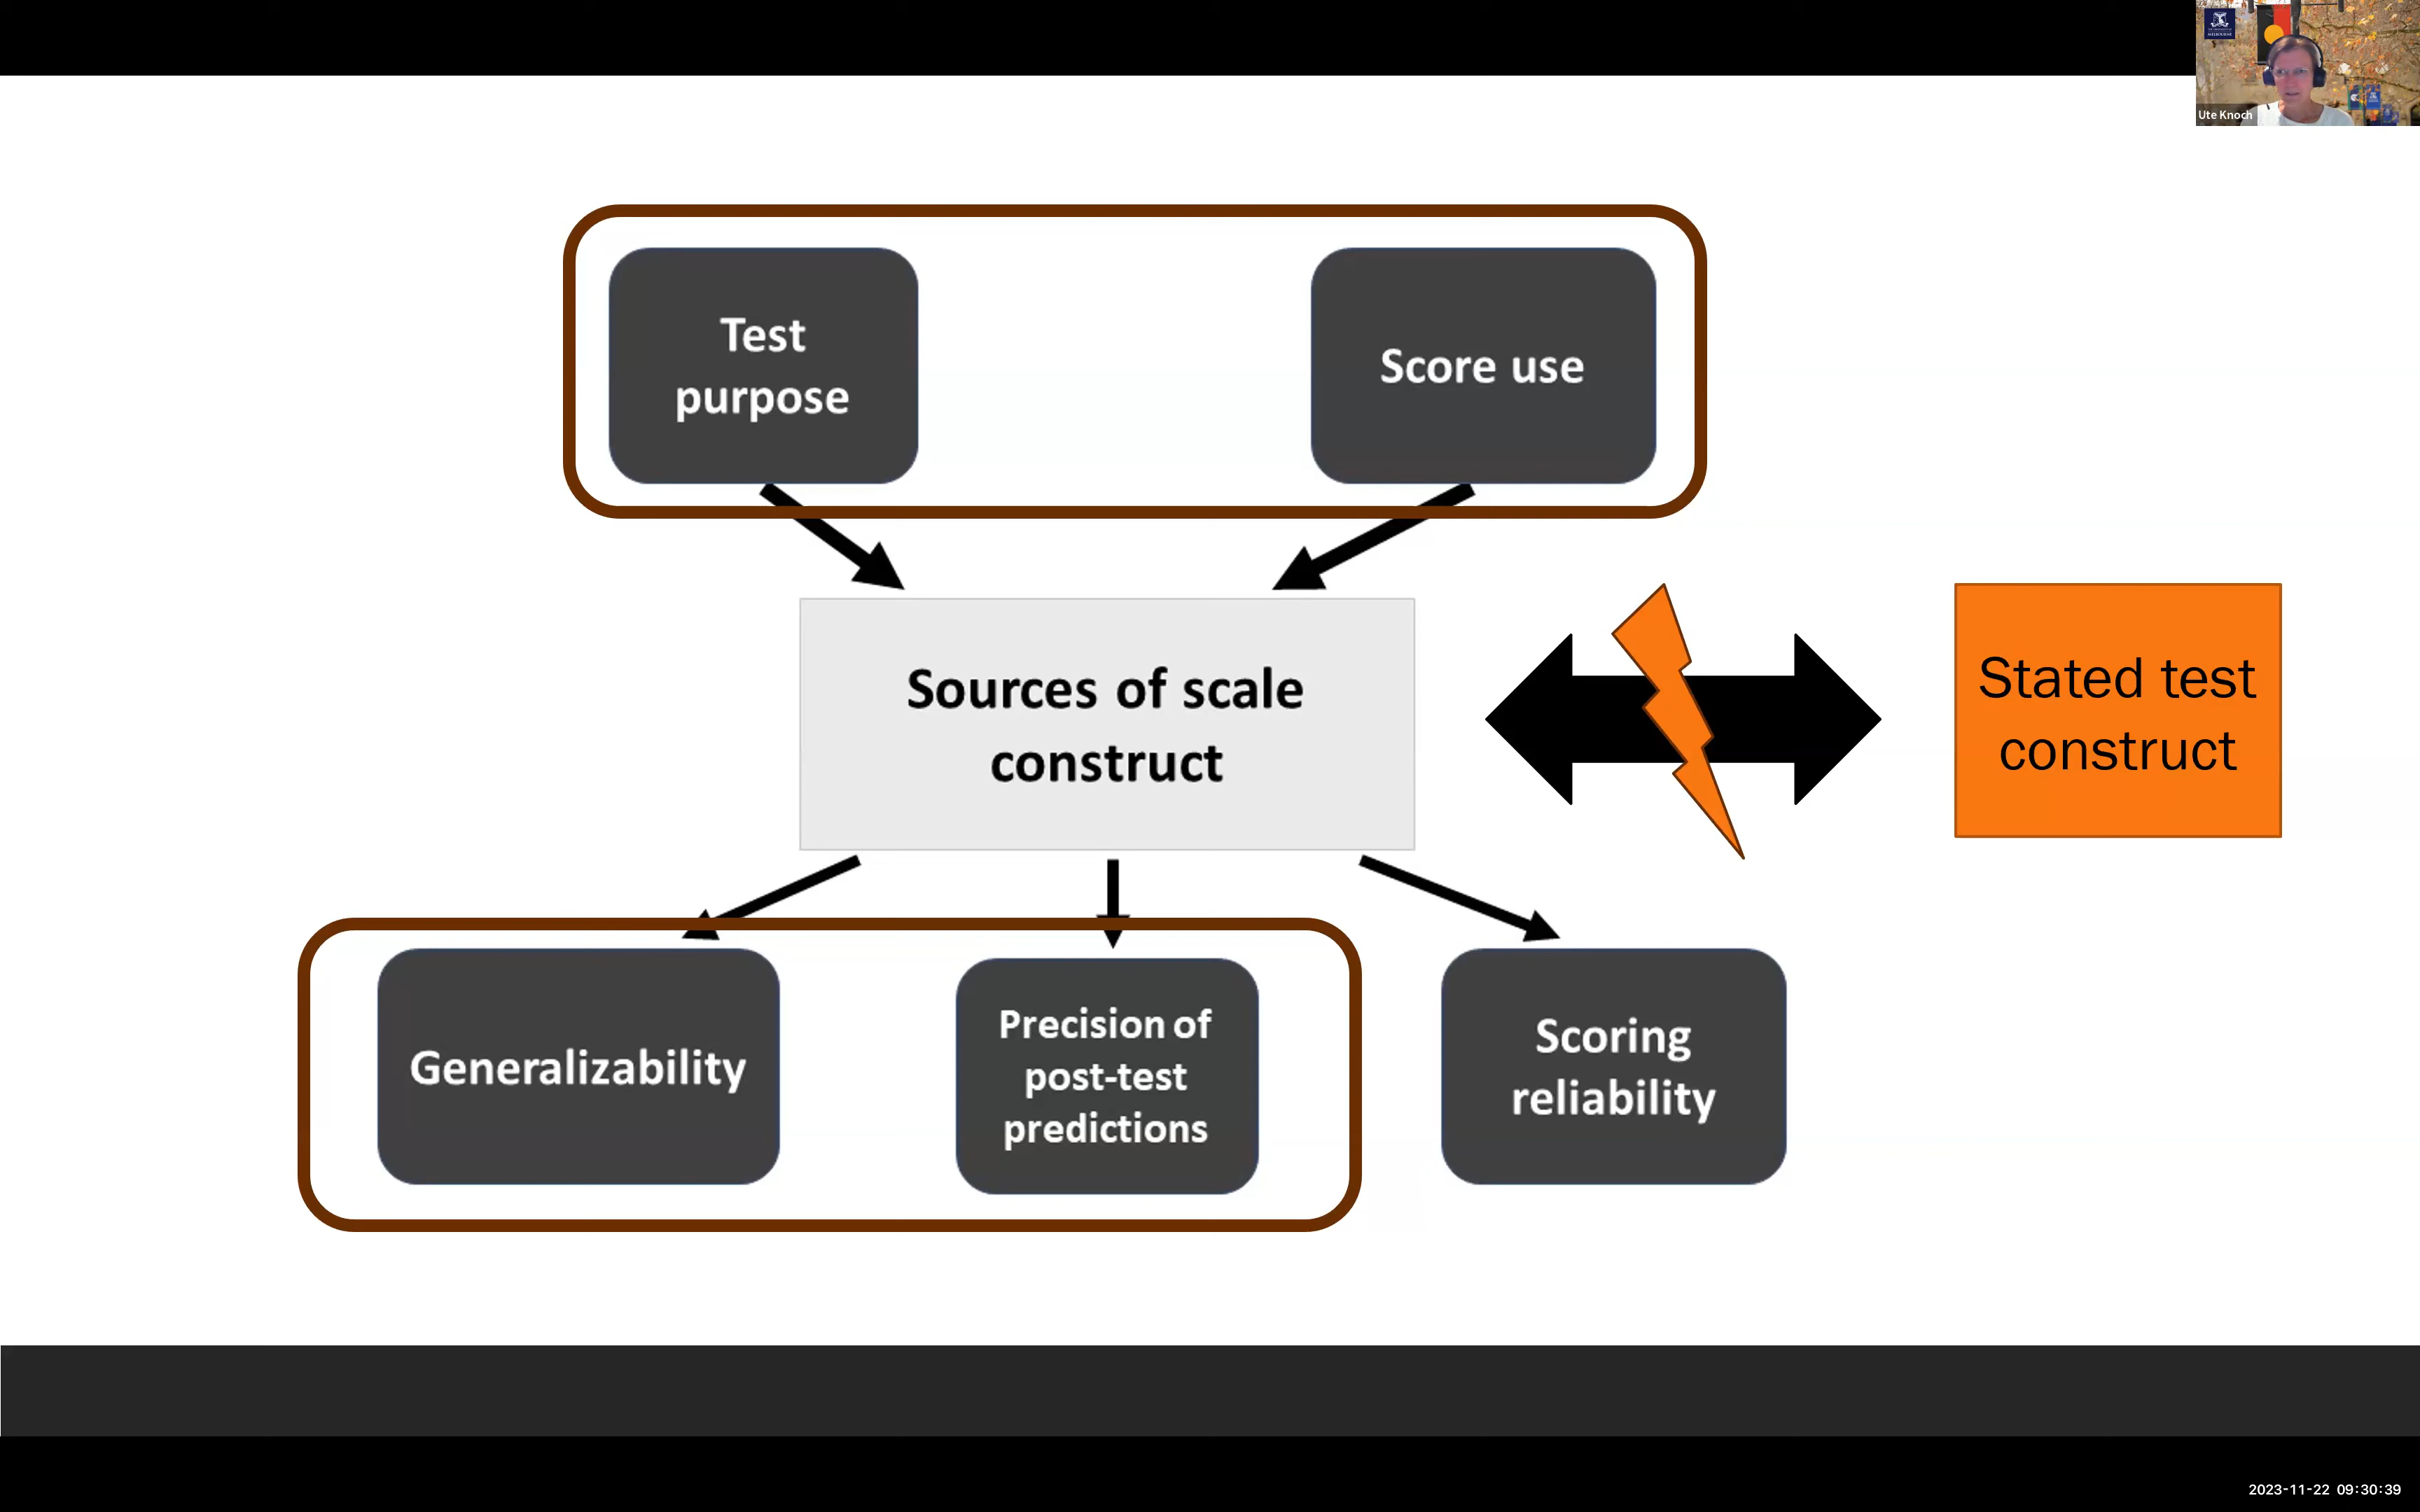 Ute Knoch
Test
purpose
Score use
Sources of scale
construct
Stated test
construct
Generalizability
Precision of
post-test
predictions
Scoring
reliability
2023-11-22 09:30:39